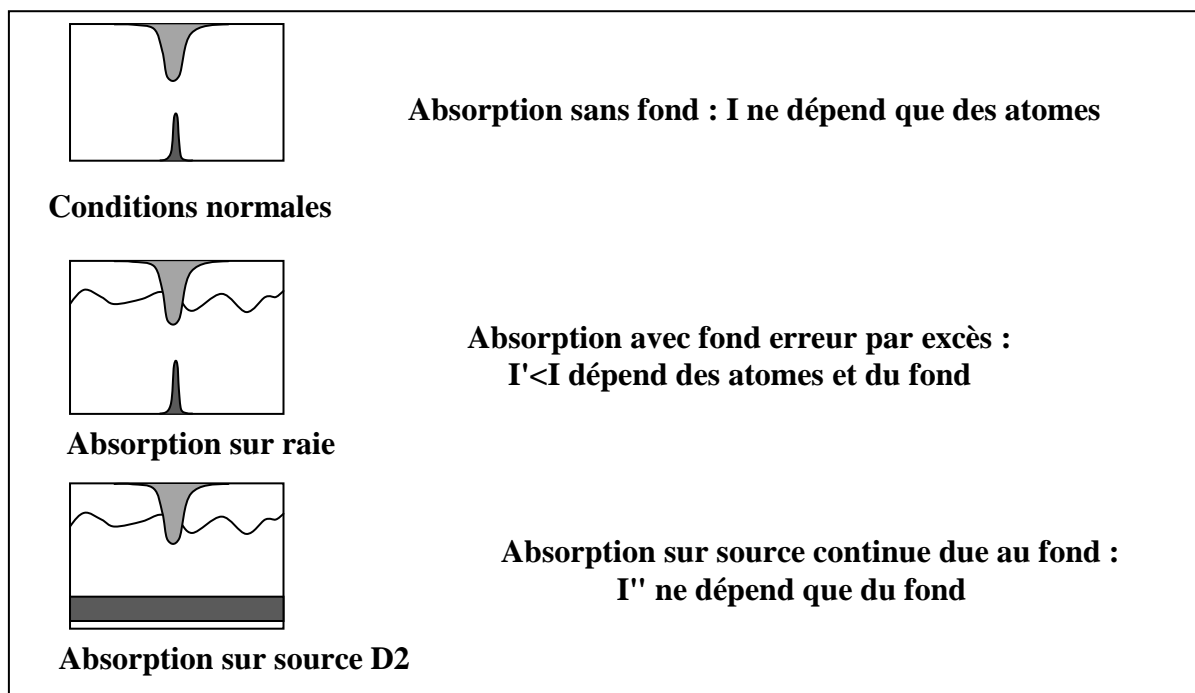 Absorption sans fond : I ne dépend que des atomes
Conditions normales
Absorption avec fond erreur par excès :
I'<I dépend des atomes et du fond
Absorption sur raie
Absorption sur source continue due au fond :
I" ne dépend que du fond
Absorption sur source D2